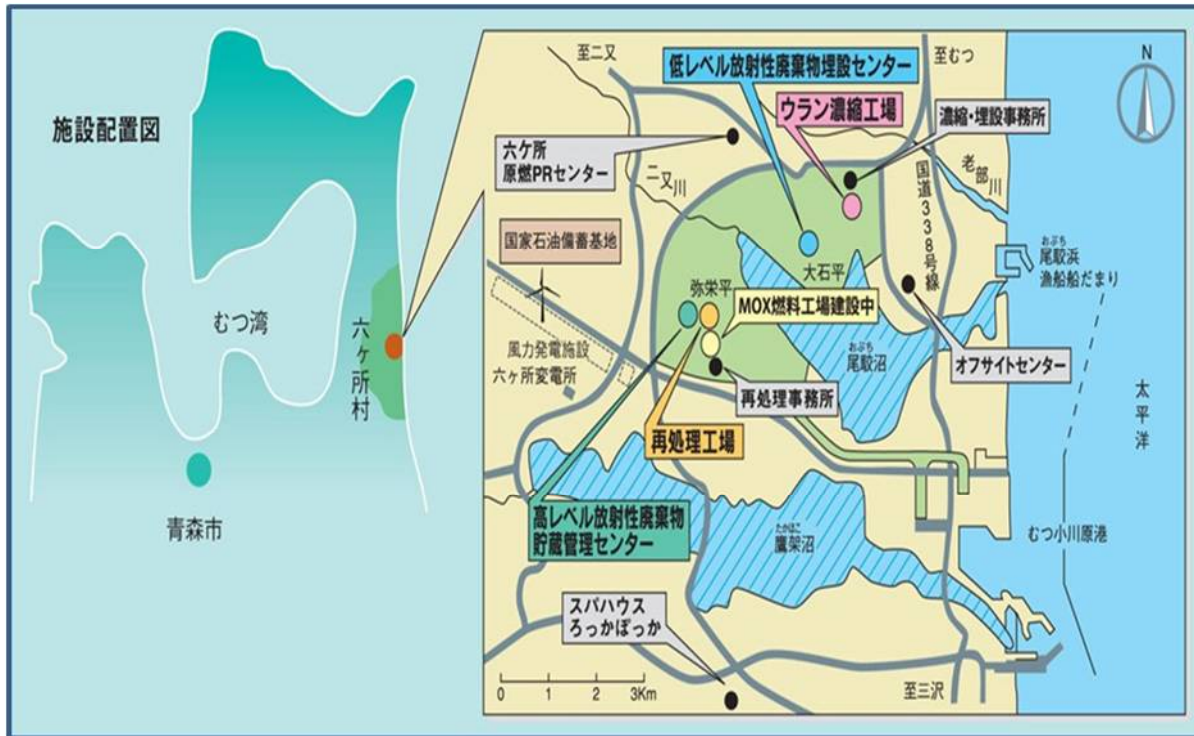 施設配置図
むつ湾
六ヶ所村
青森市
至二又
低レベル放射性廃棄物埋設センター
至むつ
N
ウラン濃縮工場
濃縮・埋設事務所
六ケ所
原燃PRセンター
二又川
老部川
国道338号線
国家石油備蓄基地
おぶち
尾駮浜
漁船船だまり
大石平
弥栄平
MOX燃料工場建設中
風力発電施設
六ヶ所変電所
おぶち
尾駮沼
オフサイトセンター
再処理事務所
太平洋
再処理工場
高レベル放射性廃棄物
貯蔵管理センター
たかほこ
鷹架沼
むつ小川原港
スパハウス
ろっかぽっか
至三沢
0 1 2 3Km